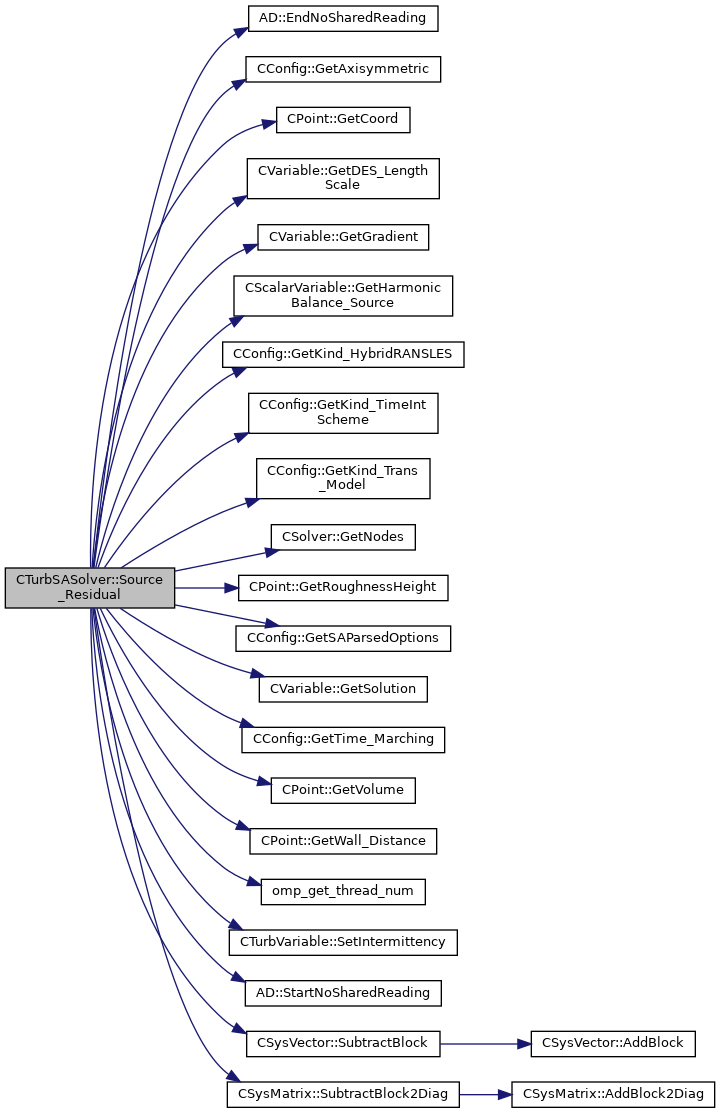 AD::EndNoSharedReading
CConfig::GetAxisymmetric
CPoint::GetCoord
CVariable::GetDES_Length
Scale
CVariable::GetGradient
CScalarVariable::GetHarmonic
Balance_Source
CConfig::GetKind_HybridRANSLES
CConfig::GetKind_TimeInt
Scheme
CConfig::GetKind_Trans
_Model
CSolver::GetNodes
CTurbSASolver::Source
_Residual
CPoint::GetRoughnessHeight
CConfig::GetSAParsedOptions
CVariable::GetSolution
CConfig::GetTime_Marching
CPoint::GetVolume
CPoint::GetWall_Distance
omp_get_thread_num
CTurbVariable::SetIntermittency
AD::StartNoSharedReading
CSysVector::SubtractBlock
CSysVector::AddBlock
CSysMatrix::SubtractBlock2Diag
CSysMatrix::AddBlock2Diag